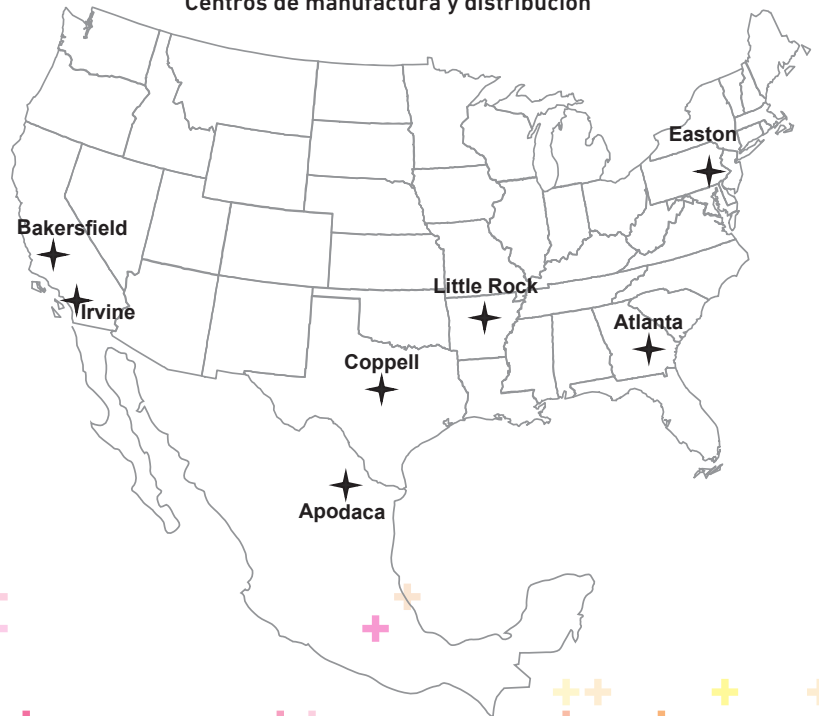 Centros de manufactura y distribución
Easton
Bakersfield
Little Rock
Irvine
Atlanta
Coppell
Apodaca